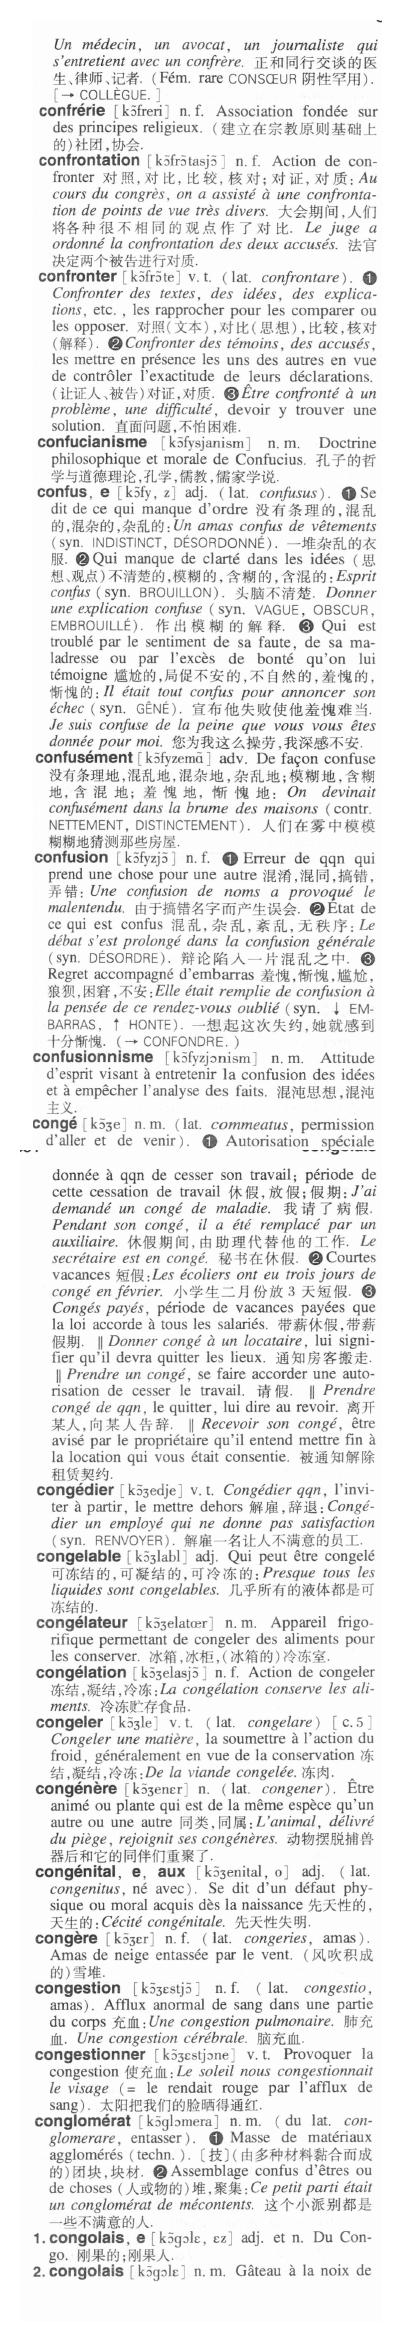 Un médecin, un avocat, un journaliste qui
s'entretient avec un confrère. 正和同行交谈的医
生、律师、记者. (Fém. rare CONSŒUR 阴性罕用).
[→ COLLÈGUE.]
confrérie [kɔ̃freri] n. f. Association fondée sur
des principes religieux. (建立在宗教原则基础上
的)社团,协会.
confrontation [kɔ̃frɔ̃tasjɔ̃] n. f. Action de con-
fronter 对照,对比,比较,核对;对证,对质: Au
cours du congrès, on a assisté à une confronta-
tion de points de vue très divers. 大会期间,人们
将各种很不相同的观点作了对比. Le juge a
ordonné la confrontation des deux accusés. 法官
决定两个被告进行对质.
confronter [kɔ̃frɔ̃te] v. t. (lat. confrontare). ❶
Confronter des textes, des idées, des explica-
tions, etc., les rapprocher pour les comparer ou
les opposer. 对照(文本),对比(思想),比较,核对
(解释). ❷ Confronter des témoins, des accusés,
les mettre en présence les uns des autres en vue
de contrôler l'exactitude de leurs déclarations.
(让证人、被告)对证,对质. ❸ Être confronté à un
problème, une difficulté, devoir y trouver une
solution. 直面问题,不怕困难.
confucianisme [kɔ̃fysjanism] n. m. Doctrine
philosophique et morale de Confucius. 孔子的哲
学与道德理论,孔学,儒教,儒家学说.
confus, e [kɔ̃fy, z] adj. (lat. confusus). ❶ Se
dit de ce qui manque d'ordre 没有条理的,混乱
的,混杂的,杂乱的: Un amas confus de vêtements
(syn. INDISTINCT, DÉSORDONNÉ). 一堆杂乱的衣
服. ❷ Qui manque de clarté dans les idées (思
想、观点)不清楚的,模糊的,含糊的,含混的: Esprit
confus (syn. BROUILLON). 头脑不清楚. Donner
une explication confuse (syn. VAGUE, OBSCUR,
EMBROUILLÉ). 作出模糊的解释. ❸ Qui est
troublé par le sentiment de sa faute, de sa ma-
ladresse ou par l'excès de bonté qu'on lui
témoigne 尴尬的,局促不安的,不自然的,羞愧的,
惭愧的: Il était tout confus pour annoncer son
échec (syn. GÊNÉ). 宣布他失败使他羞愧难当.
Je suis confuse de la peine que vous vous êtes
donnée pour moi. 您为我这么操劳,我深感不安.
confusément [kɔ̃fyzemɑ̃] adv. De façon confuse
没有条理地,混乱地,混杂地,杂乱地;模糊地,含糊
地,含混地;羞愧地,惭愧地: On devinait
confusément dans la brume des maisons (contr.
NETTEMENT, DISTINCTEMENT). 人们在雾中模模
糊糊地猜测那些房屋.
confusion [kɔ̃fyzjɔ̃] n. f. ❶ Erreur de qqn qui
prend une chose pour une autre 混淆,混同,搞错,
弄错: Une confusion de noms a provoqué le
malentendu. 由于搞错名字而产生误会. ❷ État de
ce qui est confus 混乱,杂乱,紊乱,无秩序: Le
débat s'est prolongé dans la confusion générale
(syn. DÉSORDRE). 辩论陷入一片混乱之中. ❸
Regret accompagné d'embarras 羞愧,惭愧,尴尬,
狼狈,困窘,不安: Elle était remplie de confusion à
la pensée de ce rendez-vous oublié (syn. ↓ EM-
BARRAS, ↑ HONTE). 一想起这次失约,她就感到
十分惭愧. (→ CONFONDRE.)
confusionnisme [kɔ̃fyzjɔnism] n. m. Attitude
d'esprit visant à entretenir la confusion des idées
et à empêcher l'analyse des faits. 混沌思想,混沌
主义.
congé [kɔ̃ʒe] n. m. (lat. commeatus, permission
d'aller et de venir). ❶ Autorisation spéciale
donnée à qqn de cesser son travail; période de
cette cessation de travail 休假,放假;假期: J'ai
demandé un congé de maladie. 我请了病假.
Pendant son congé, il a été remplacé par un
auxiliaire. 休假期间,由助理代替他的工作. Le
secrétaire est en congé. 秘书在休假. ❷ Courtes
vacances 短假: Les écoliers ont eu trois jours de
congé en février. 小学生二月份放 3 天短假. ❸
Congés payés, période de vacances payées que
la loi accorde à tous les salariés. 带薪休假,带薪
假期. ‖ Donner congé à un locataire, lui signi-
fier qu'il devra quitter les lieux. 通知房客搬走.
‖ Prendre un congé, se faire accorder une auto-
risation de cesser le travail. 请假. ‖ Prendre
congé de qqn, le quitter, lui dire au revoir. 离开
某人,向某人告辞. ‖ Recevoir son congé, être
avisé par le propriétaire qu'il entend mettre fin à
la location qui vous était consentie. 被通知解除
租赁契约.
congédier [kɔ̃ʒedje] v. t. Congédier qqn, l'invi-
ter à partir, le mettre dehors 解雇,辞退: Congé-
dier un employé qui ne donne pas satisfaction
(syn. RENVOYER). 解雇一名让人不满意的员工.
congelable [kɔ̃ʒlabl] adj. Qui peut être congelé
可冻结的,可凝结的,可冷冻的: Presque tous les
liquides sont congelables. 几乎所有的液体都是可
冻结的.
congélateur [kɔ̃ʒelatœr] n. m. Appareil frigo-
rifique permettant de congeler des aliments pour
les conserver. 冰箱,冰柜,(冰箱的)冷冻室.
congélation [kɔ̃ʒelasjɔ̃] n. f. Action de congeler
冻结,凝结,冷冻: La congélation conserve les ali-
ments. 冷冻贮存食品.
congeler [kɔ̃ʒle] v. t. (lat. congelare) [c. 5]
Congeler une matière, la soumettre à l'action du
froid, généralement en vue de la conservation 冻
结,凝结,冷冻: De la viande congelée. 冻肉.
congénère [kɔ̃ʒenɛr] n. (lat. congener). Être
animé ou plante qui est de la même espèce qu'un
autre ou une autre 同类,同属: L'animal, délivré
du piège, rejoignit ses congénères. 动物摆脱捕兽
器后和它的同伴们重聚了.
congénital, e, aux [kɔ̃ʒenital, o] adj. (lat.
congenitus, né avec). Se dit d'un défaut phy-
sique ou moral acquis dès la naissance 先天性的,
天生的: Cécité congénitale. 先天性失明.
congère [kɔ̃ʒɛr] n. f. (lat. congeries, amas).
Amas de neige entassée par le vent. (风吹积成
的)雪堆.
congestion [kɔ̃ʒɛstjɔ̃] n. f. (lat. congestio,
amas). Afflux anormal de sang dans une partie
du corps 充血: Une congestion pulmonaire. 肺充
血. Une congestion cérébrale. 脑充血.
congestionner [kɔ̃ʒɛstjɔne] v. t. Provoquer la
congestion 使充血: Le soleil nous congestionnait
le visage (= le rendait rouge par l'afflux de
sang). 太阳把我们的脸晒得通红.
conglomérat [kɔ̃glɔmera] n. m. (du lat. con-
glomerare, entasser). ❶ Masse de matériaux
agglomérés (techn.). [技](由多种材料黏合而成
的)团块,块材. ❷ Assemblage confus d'êtres ou
de choses (人或物的)堆,聚集: Ce petit parti était
un conglomérat de mécontents. 这个小派别都是
一些不满意的人.
1. congolais, e [kɔ̃gɔlɛ, ɛz] adj. et n. Du Con-
go. 刚果的;刚果人.
2. congolais [kɔ̃gɔlɛ] n. m. Gâteau à la noix de